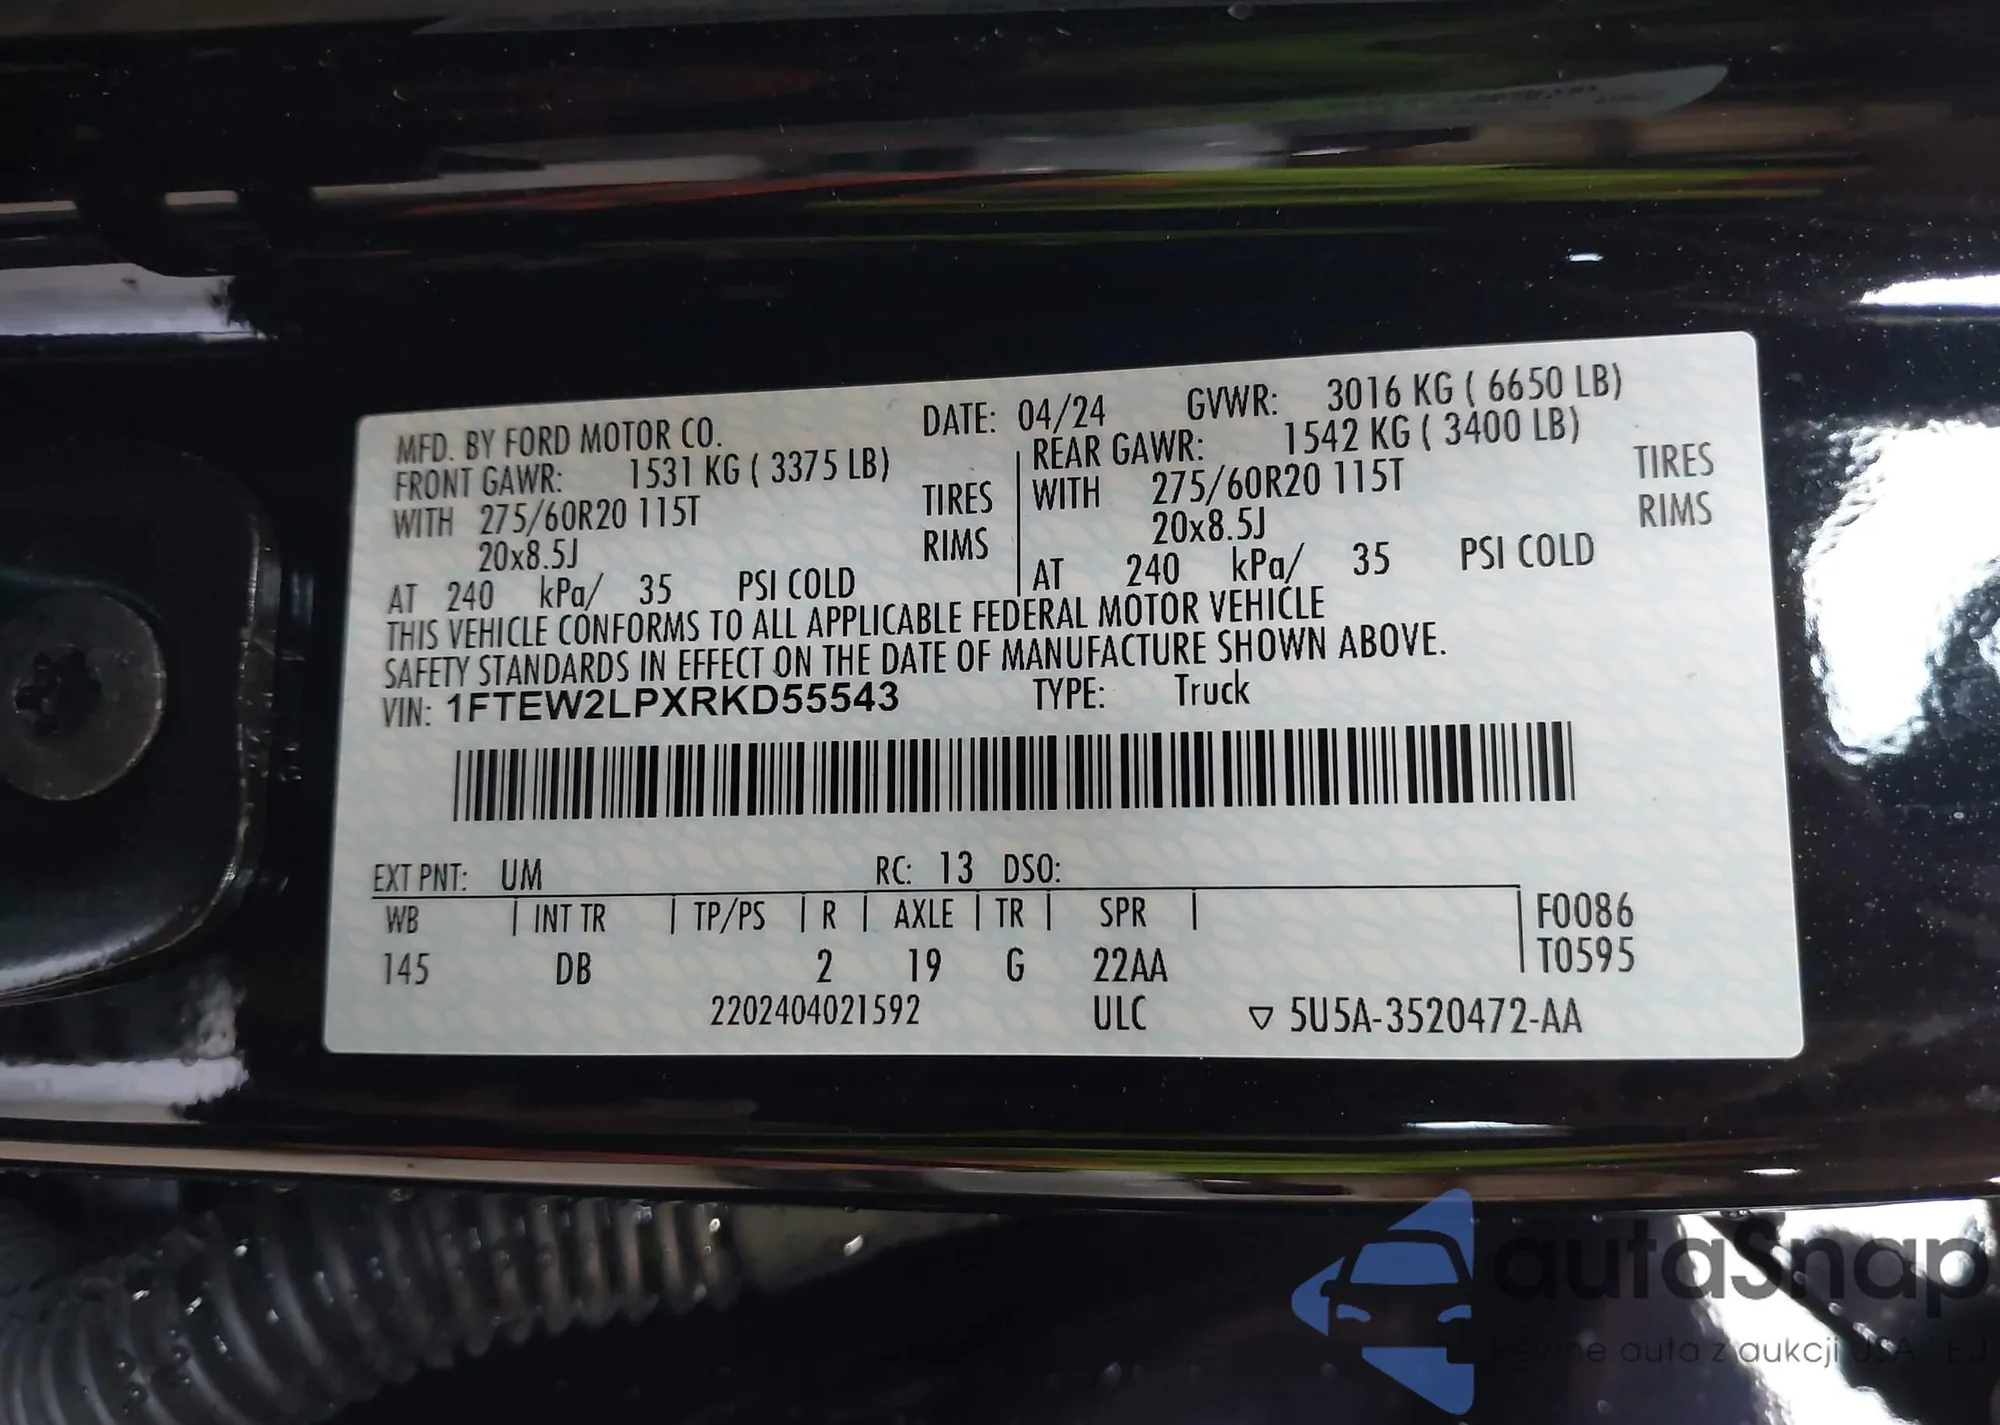 MFD. BY FORD MOTOR CO. DATE: 04/24 GVWR: 3016 KG ( 6650 LB)
FRONT GAWR: 1531 KG ( 3375 LB) REAR GAWR: 1542 KG ( 3400 LB)
WITH 275/60R20 115T TIRES WITH 275/60R20 115T TIRES
20x8.5J RIMS 20x8.5J RIMS
AT 240 kPa/ 35 PSI COLD AT 240 kPa/ 35 PSI COLD
THIS VEHICLE CONFORMS TO ALL APPLICABLE FEDERAL MOTOR VEHICLE
SAFETY STANDARDS IN EFFECT ON THE DATE OF MANUFACTURE SHOWN ABOVE.
VIN: 1FTEW2LPXRKD55543 TYPE: Truck
EXT PNT: UM RC: 13 DSO:
WB INT TR TP/PS R AXLE TR SPR F0086
145 DB 2 19 G 22AA T0595
2202404021592 ULC ▽ 5U5A-3520472-AA
autaSnap
Pewne auta z aukcji USA i EU